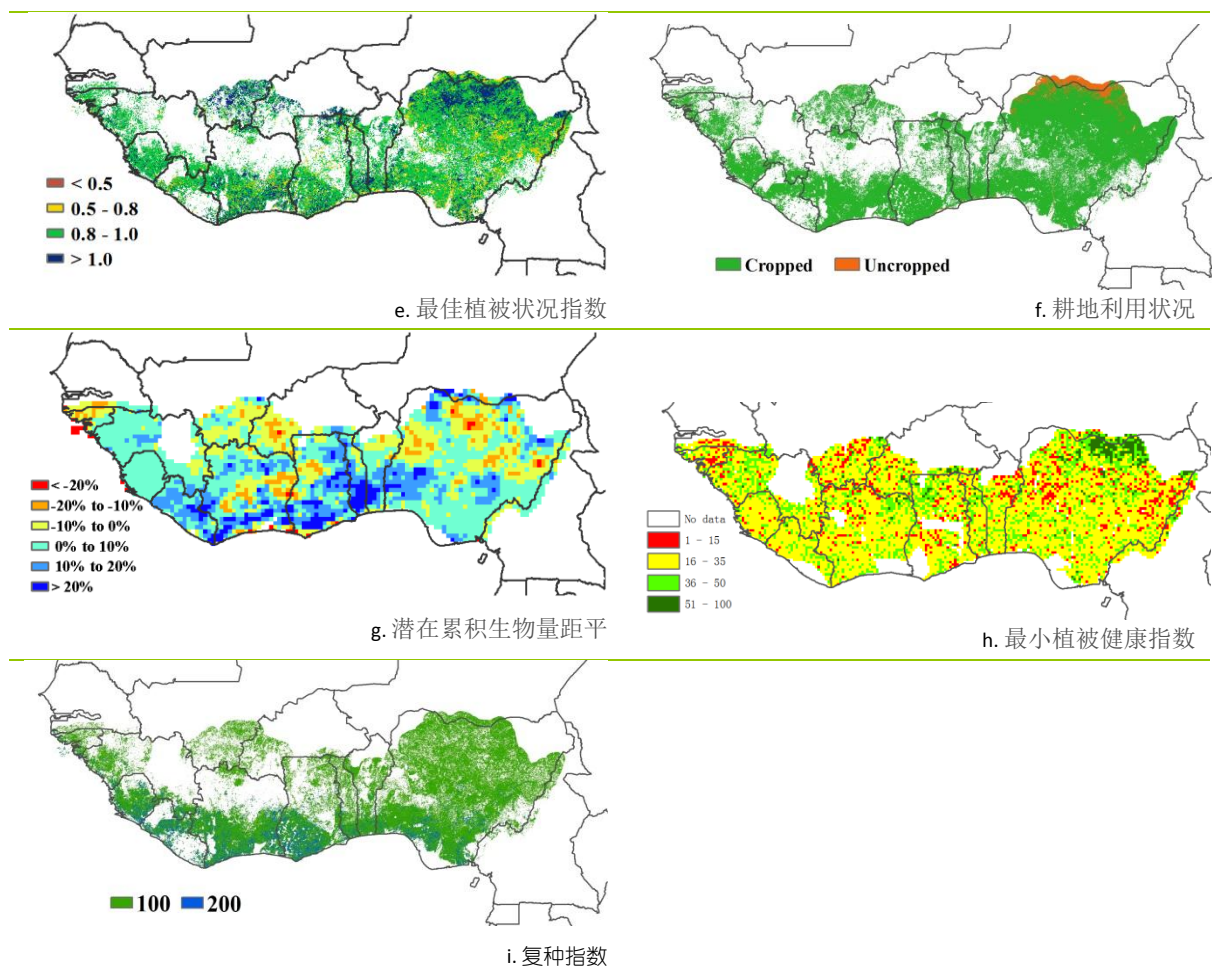 < 0.5
0.5 - 0.8
0.8 - 1.0
> 1.0
e. 最佳植被状况指数
Cropped Uncropped
f. 耕地利用状况
< -20%
-20% to -10%
-10% to 0%
0% to 10%
10% to 20%
> 20%
g. 潜在累积生物量距平
No data
1 - 15
16 - 35
36 - 50
51 - 100
h. 最小植被健康指数
100 200
i. 复种指数